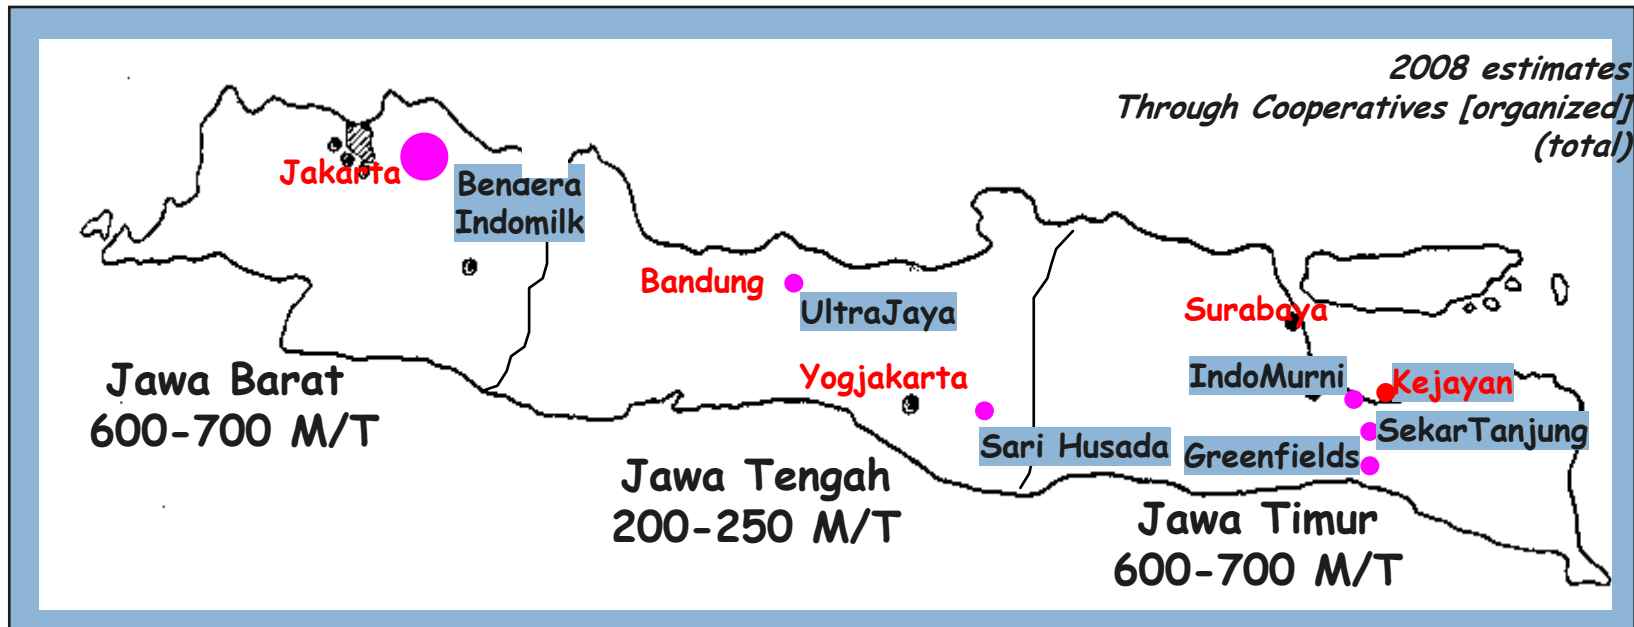 2008 estimates
Through Cooperatives [organized]
(total)
Jakarta
Bendera
Indomilk
Bandung
UltraJaya
Surabaya
Jawa Barat
600-700 M/T
Yogjakarta
IndoMurni
Kejayan
Sari Husada
SekarTanjung
Greenfields
Jawa Tengah
200-250 M/T
Jawa Timur
600-700 M/T